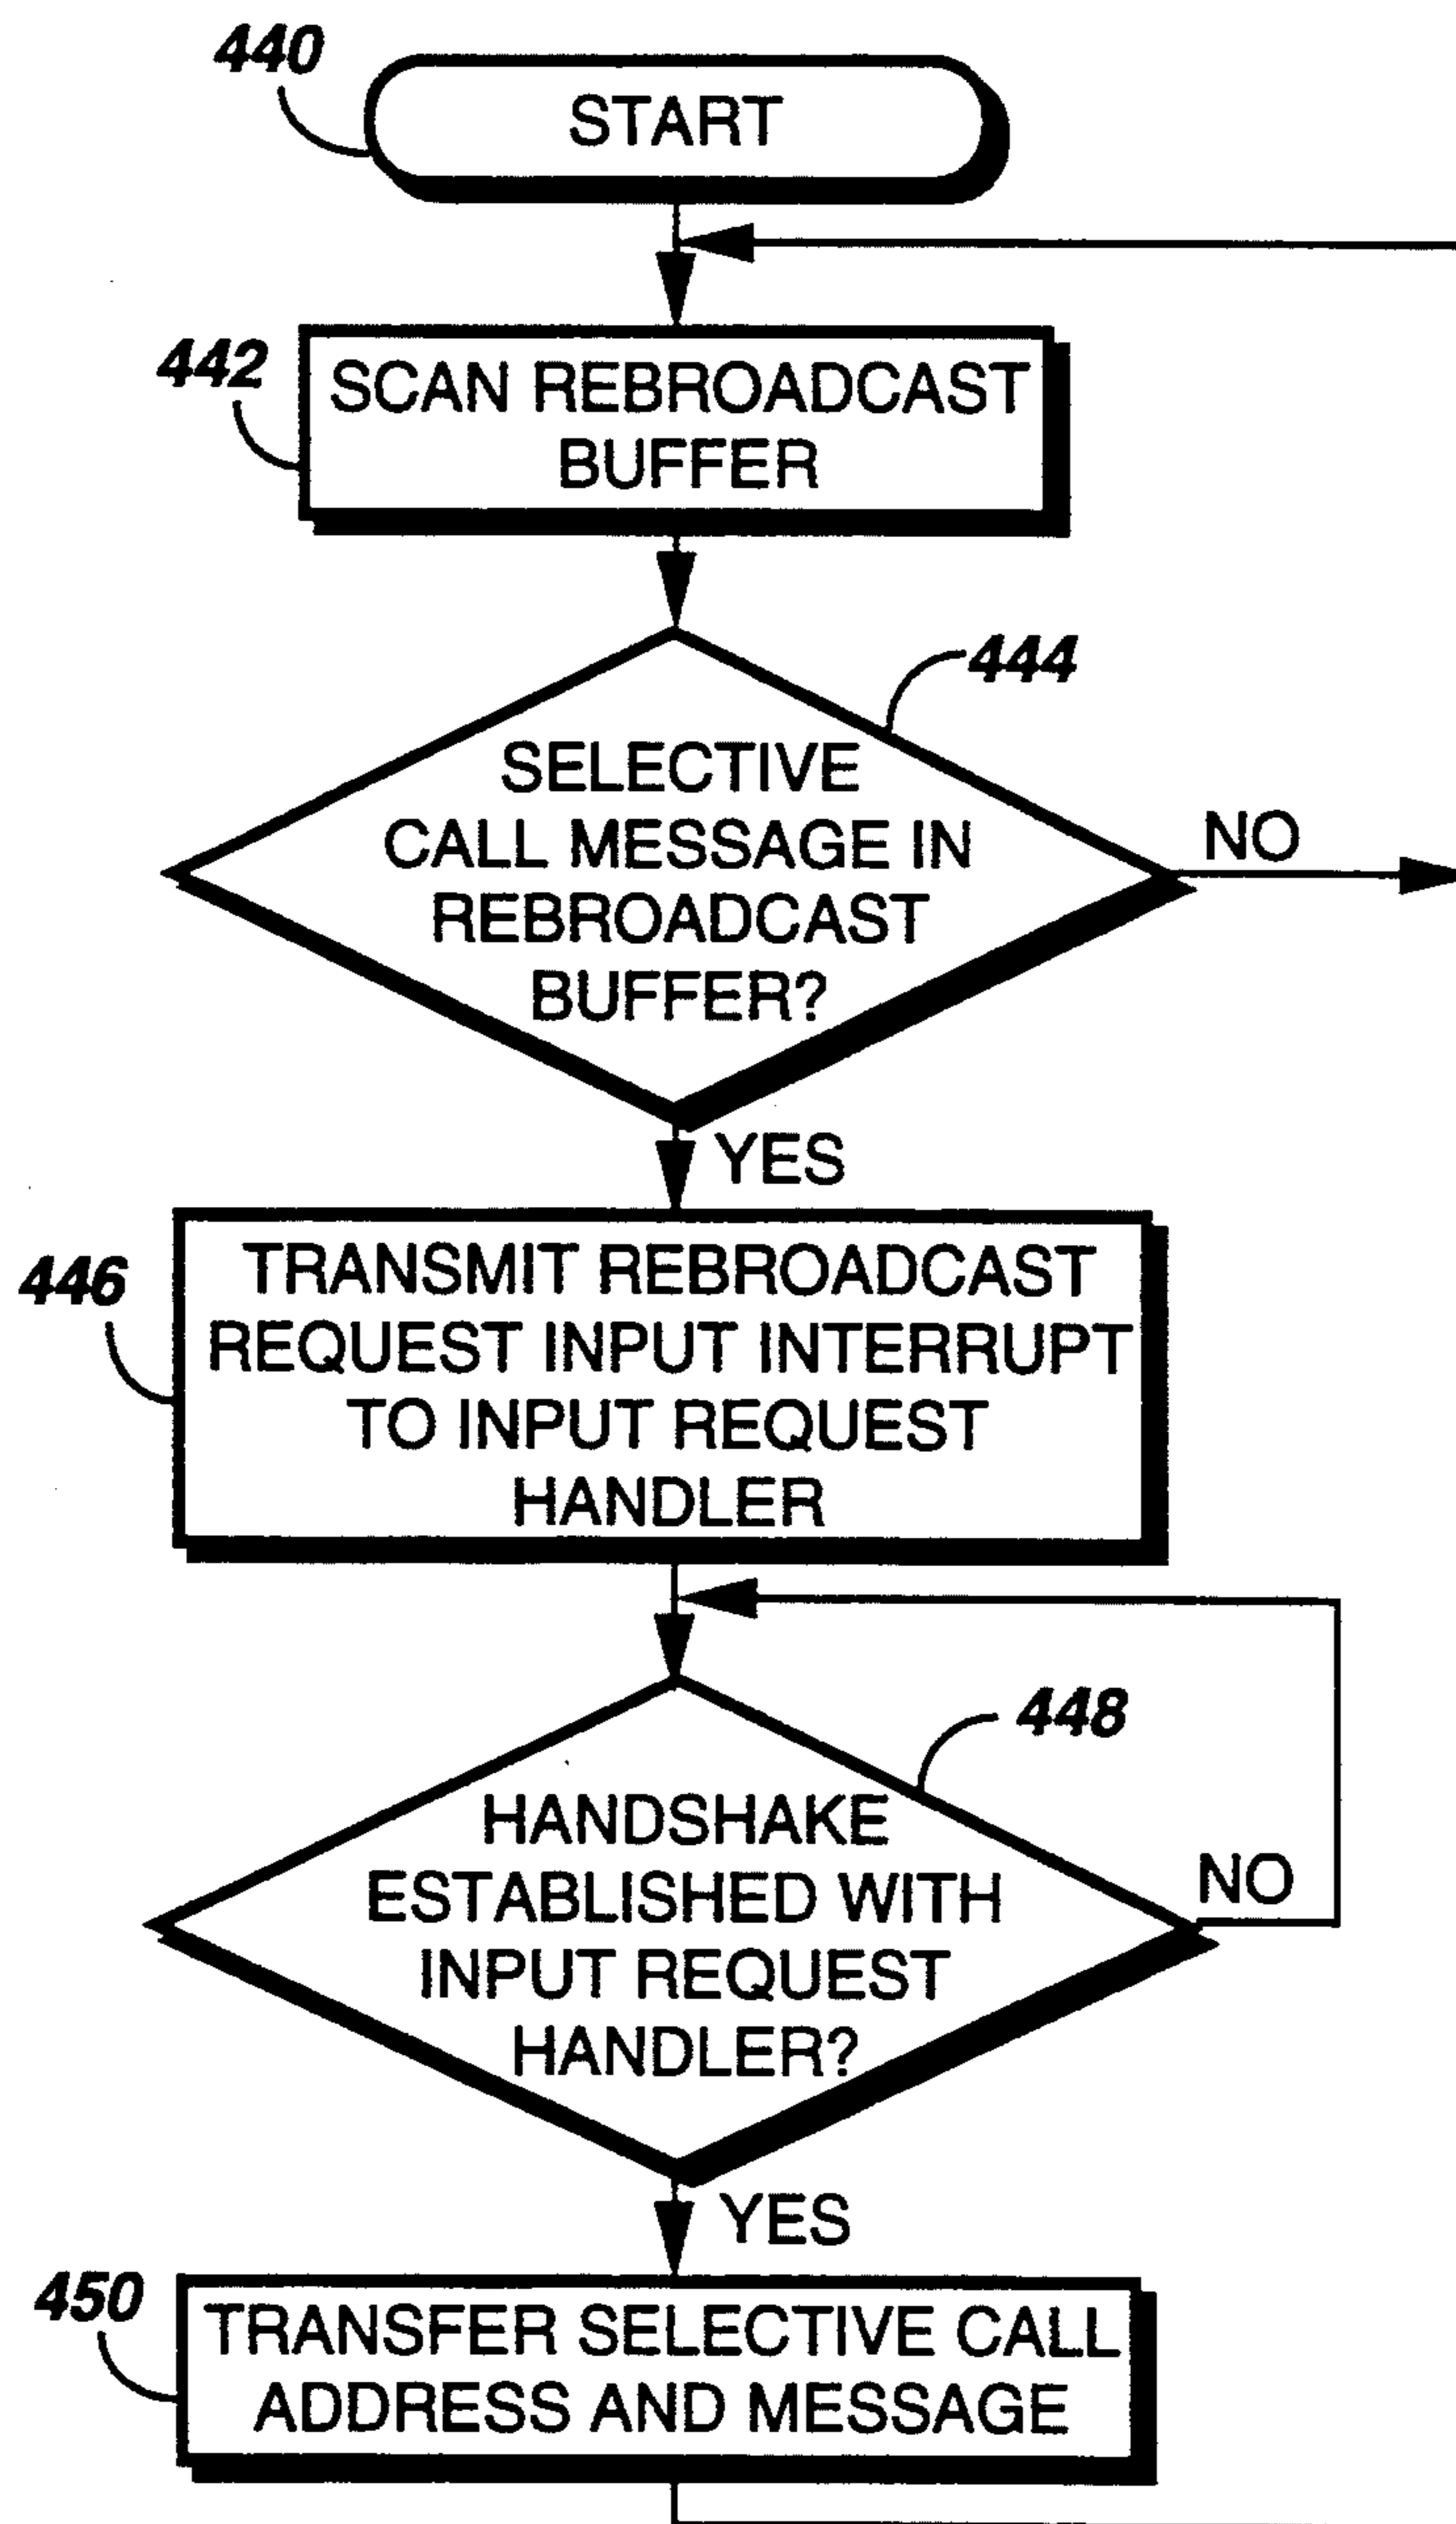 440
START
442
SCAN REBROADCAST
BUFFER
444
SELECTIVE
CALL MESSAGE IN
REBROADCAST
BUFFER?
NO
YES
446
TRANSMIT REBROADCAST
REQUEST INPUT INTERRUPT
TO INPUT REQUEST
HANDLER
448
HANDSHAKE
ESTABLISHED WITH
INPUT REQUEST
HANDLER?
NO
YES
450
TRANSFER SELECTIVE CALL
ADDRESS AND MESSAGE